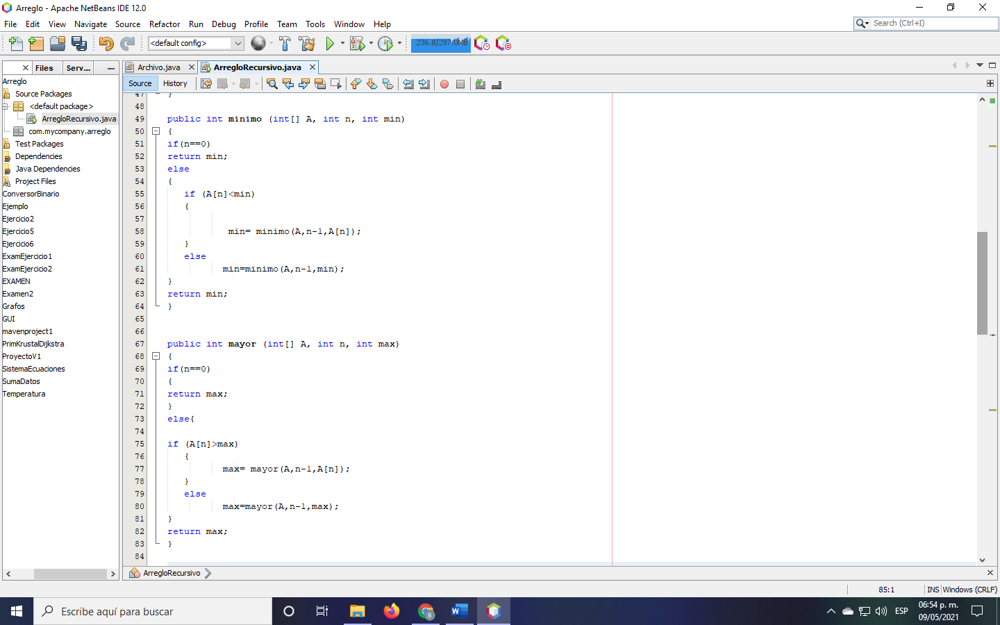 Arreglo - Apache NetBeans IDE 12.0
File Edit View Navigate Source Refactor Run Debug Profile Team Tools Window Help
Search (Ctrl+I)
<default config>
236.8/297.0MB
Files Serv...
Archivo.java
ArregloRecursivo.java
Source History
Arreglo
Source Packages
<default package>
ArregloRecursivo.java
com.mycompany.arreglo
Test Packages
Dependencies
Java Dependencies
Project Files
ConversorBinario
Ejemplo
Ejercicio2
Ejercicio5
Ejercicio6
ExamEjercicio1
ExamEjercicio2
EXAMEN
Examen2
Grafos
GUI
mavenproject1
PrimKrustalDijkstra
ProyectoV1
SistemaEcuaciones
SumaDatos
Temperatura
47 }
48
49 public int minimo (int[] A, int n, int min)
50 {
51 if(n==0)
52 return min;
53 else
54 {
55 if (A[n]<min)
56 {
57
58 min= minimo(A,n-1,A[n]);
59 }
60 else
61 min=minimo(A,n-1,min);
62 }
63 return min;
64 }
65
66
67 public int mayor (int[] A, int n, int max)
68 {
69 if(n==0)
70 {
71 return max;
72 }
73 else{
74
75 if (A[n]>max)
76 {
77 max= mayor(A,n-1,A[n]);
78 }
79 else
80 max=mayor(A,n-1,max);
81 }
82 return max;
83 }
84
ArregloRecursivo
85:1 INS Windows (CRLF)
Escribe aquí para buscar
ESP
06:54 p. m.
09/05/2021